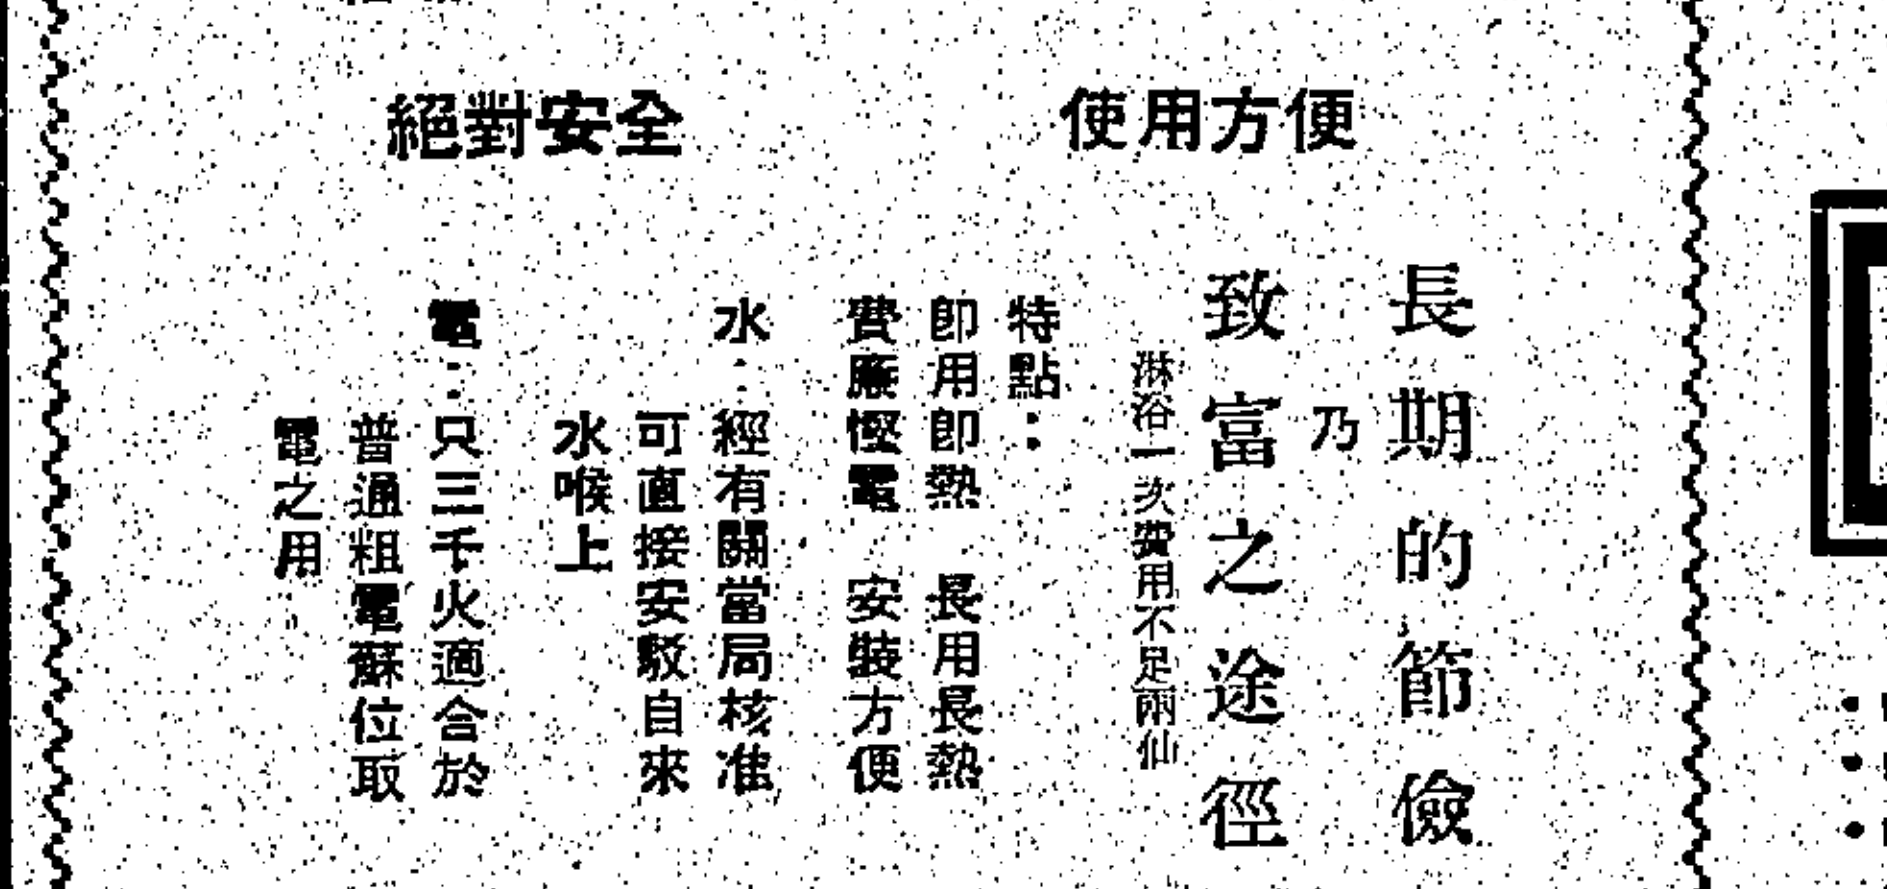 使用方便
絕對安全
長期的節儉
乃
致富之途徑
淋浴一次費用不足兩仙
特點：
卽用卽熱　長用長熱
費廉慳電　安裝方便
水：經有關當局核准
可直接安駁自來
水喉上
電：只三千火適合於
普通粗電蘇位取
電之用